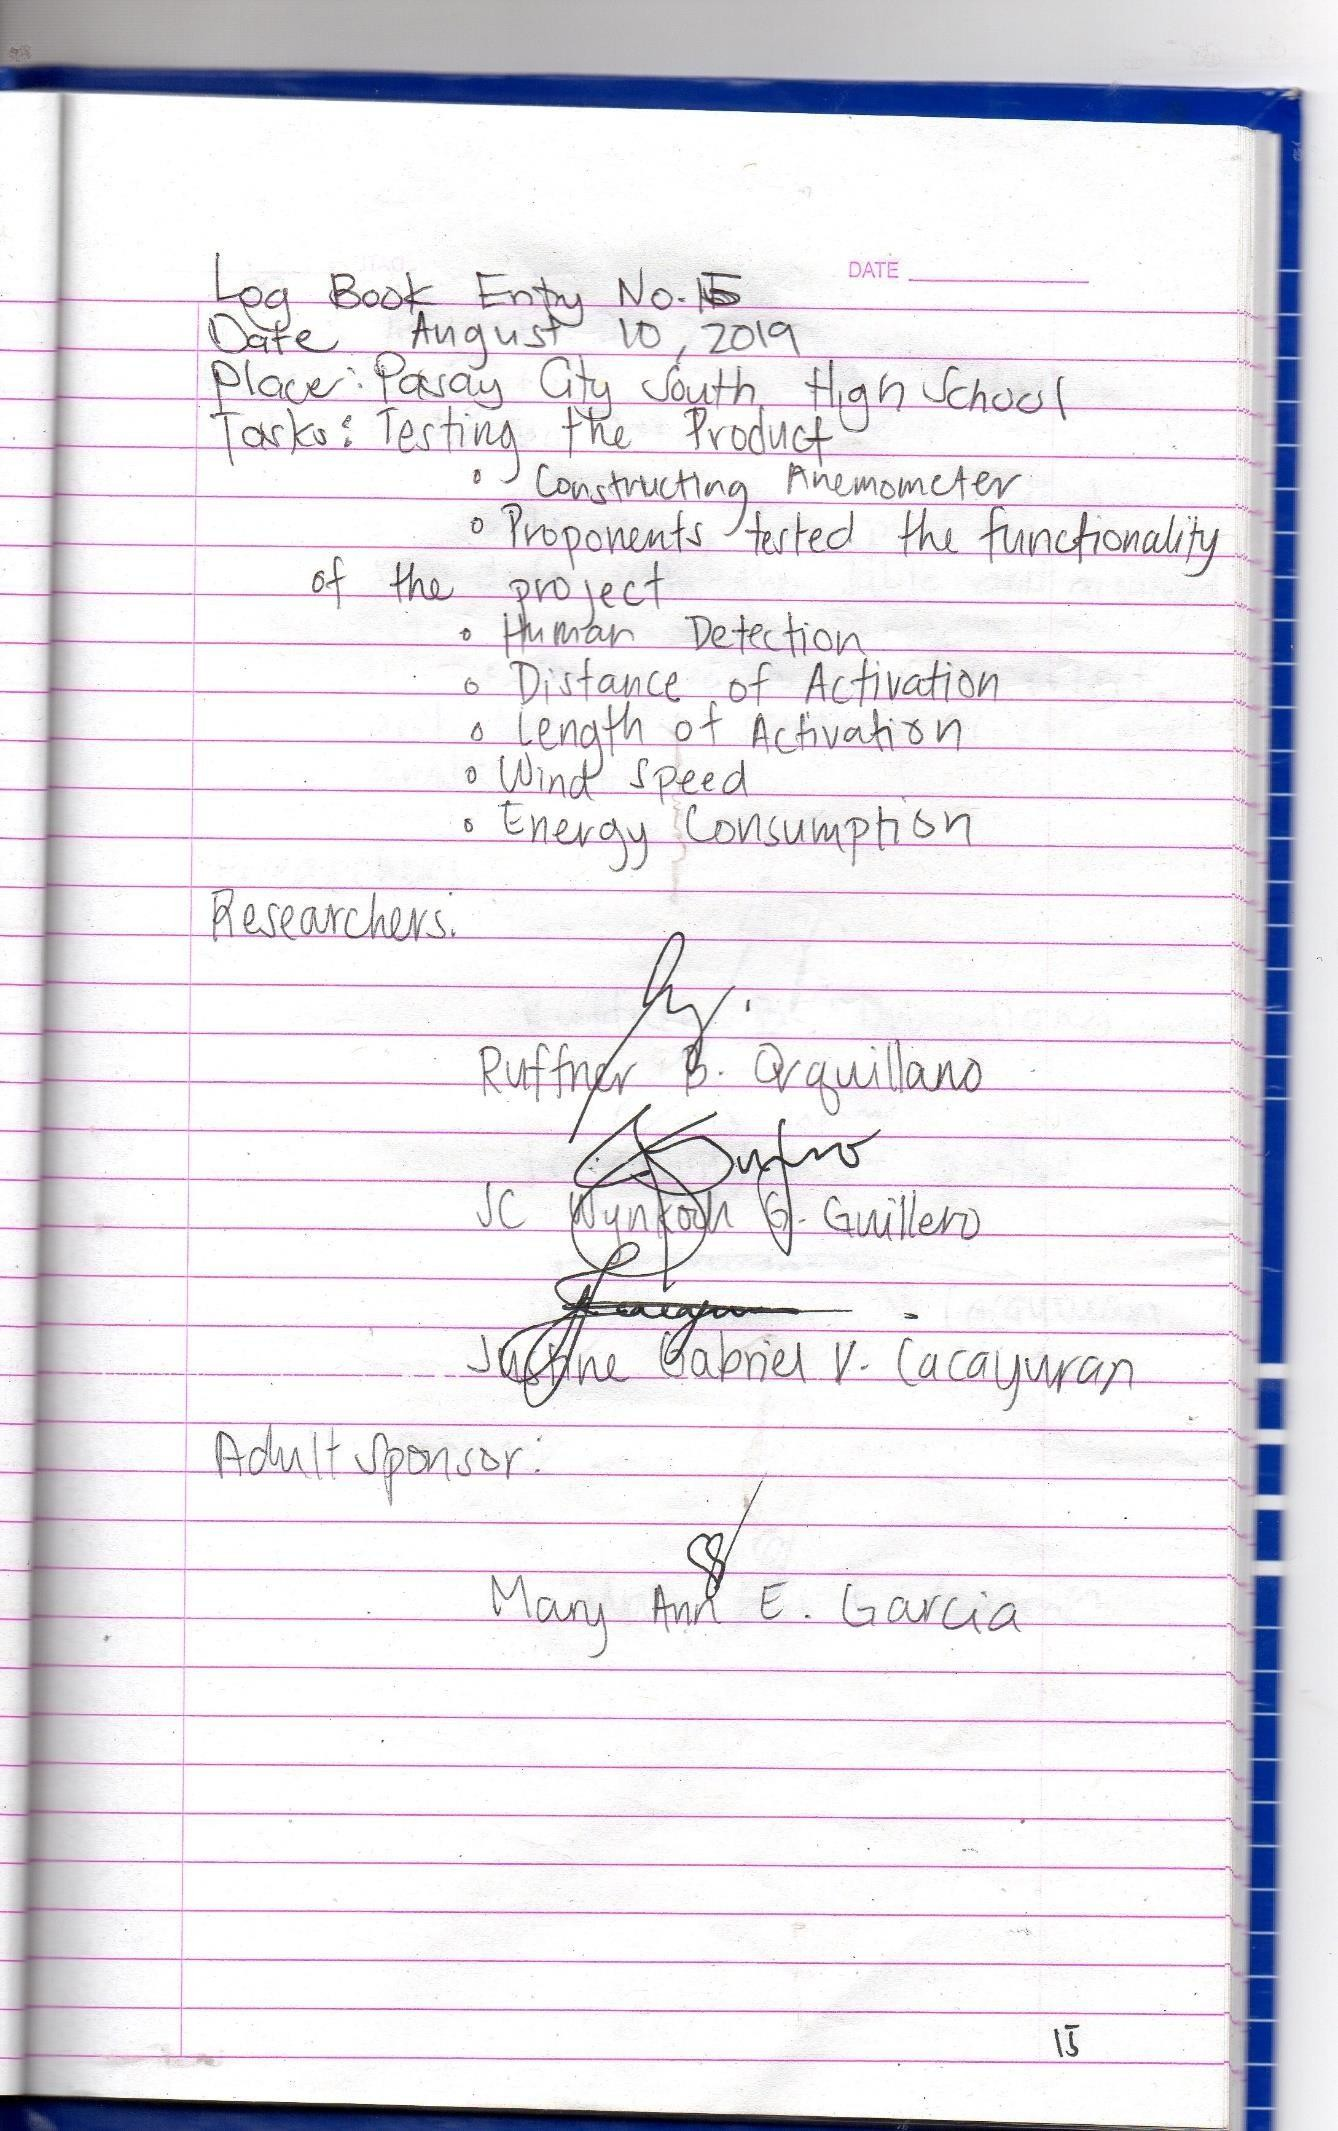 DATE
Log Book Entry No. 15
Date August 10, 2019
Place: Pasay City South High School
Tasks: Testing the Product
• Constructing Anemometer
• Proponents tested the functionality
of the project
• Human Detection
• Distance of Activation
• Length of Activation
• Wind Speed
• Energy Consumption
Researchers:
Ruffner B. Orquillano
JC Wynkoch G. Guillero
Justine Gabriel V. Cacayuran
Adult Sponsor:
Mary Ann E. Garcia
15